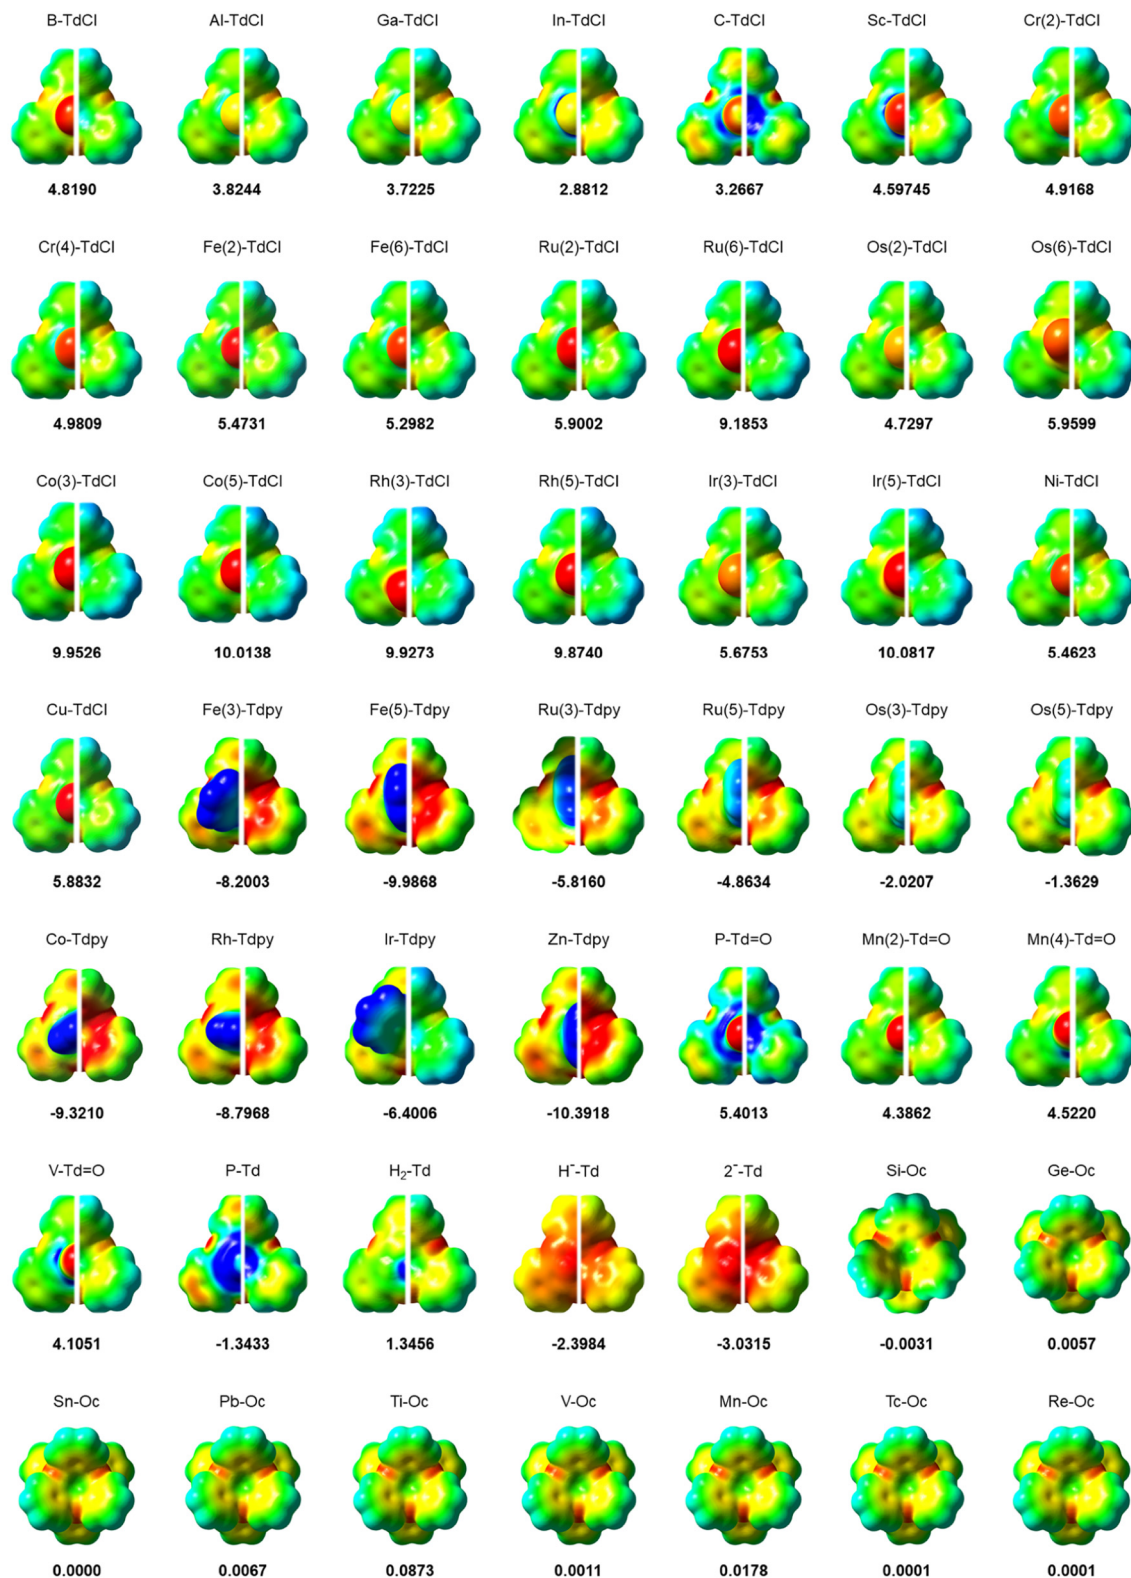 B-TdCl Al-TdCl Ga-TdCl In-TdCl C-TdCl Sc-TdCl Cr(2)-TdCl
4.8190 3.8244 3.7225 2.8812 3.2667 4.59745 4.9168
Cr(4)-TdCl Fe(2)-TdCl Fe(6)-TdCl Ru(2)-TdCl Ru(6)-TdCl Os(2)-TdCl Os(6)-TdCl
4.9809 5.4731 5.2982 5.9002 9.1853 4.7297 5.9599
Co(3)-TdCl Co(5)-TdCl Rh(3)-TdCl Rh(5)-TdCl Ir(3)-TdCl Ir(5)-TdCl Ni-TdCl
9.9526 10.0138 9.9273 9.8740 5.6753 10.0817 5.4623
Cu-TdCl Fe(3)-Tdpy Fe(5)-Tdpy Ru(3)-Tdpy Ru(5)-Tdpy Os(3)-Tdpy Os(5)-Tdpy
5.8832 -8.2003 -9.9868 -5.8160 -4.8634 -2.0207 -1.3629
Co-Tdpy Rh-Tdpy Ir-Tdpy Zn-Tdpy P-Td=O Mn(2)-Td=O Mn(4)-Td=O
-9.3210 -8.7968 -6.4006 -10.3918 5.4013 4.3862 4.5220
V-Td=O P-Td H₂-Td H⁻-Td 2⁻-Td Si-Oc Ge-Oc
4.1051 -1.3433 1.3456 -2.3984 -3.0315 -0.0031 0.0057
Sn-Oc Pb-Oc Ti-Oc V-Oc Mn-Oc Tc-Oc Re-Oc
0.0000 0.0067 0.0873 0.0011 0.0178 0.0001 0.0001